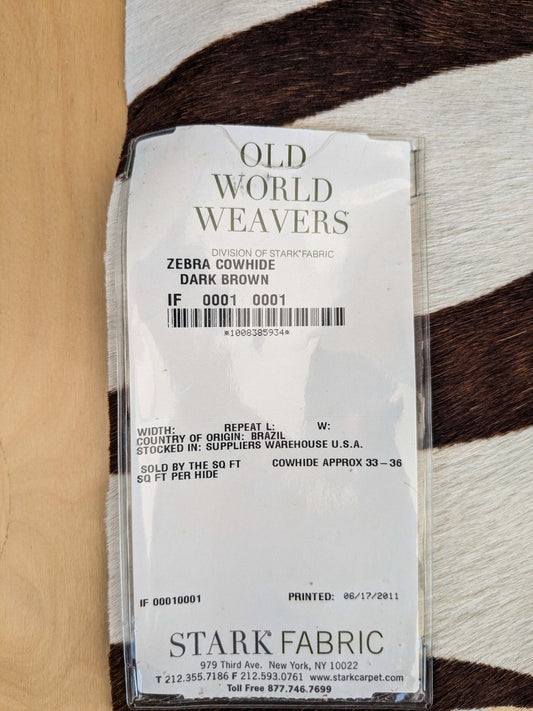 OLD
WORLD
WEAVERS
DIVISION OF STARK FABRIC
ZEBRA COWHIDE
DARK BROWN
IF 0001 0001
*1008385934*
WIDTH: REPEAT L: W:
COUNTRY OF ORIGIN: BRAZIL
STOCKED IN: SUPPLIERS WAREHOUSE U.S.A.
SOLD BY THE SQ FT COWHIDE APPROX 33-36
SQ FT PER HIDE
IF 00010001 PRINTED: 06/17/2011
STARK® FABRIC
979 Third Ave. New York, NY 10022
T 212.355.7186 F 212.593.0761 www.starkcarpet.com
Toll Free 877.746.7699